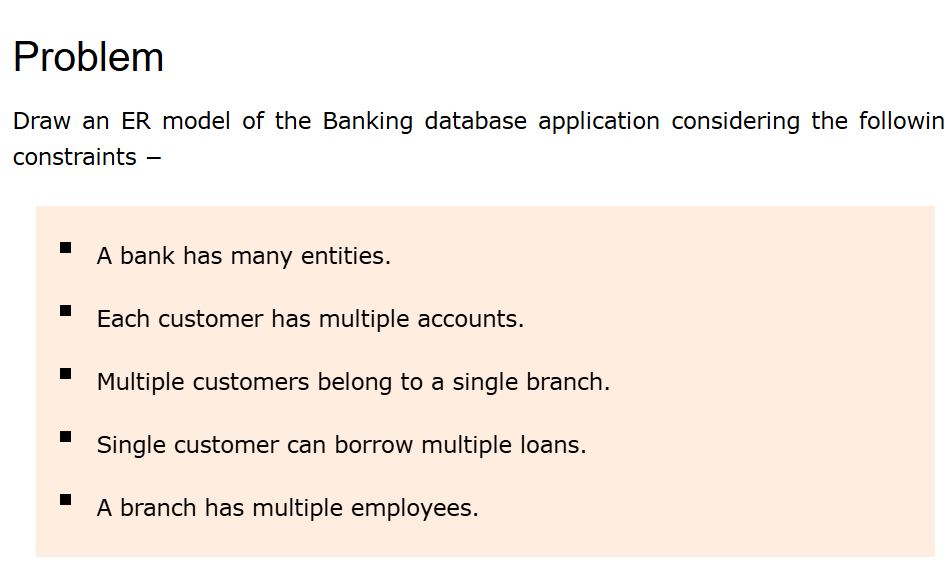 Problem
Draw an ER model of the Banking database application considering the followin
constraints −
▪ A bank has many entities.
▪ Each customer has multiple accounts.
▪ Multiple customers belong to a single branch.
▪ Single customer can borrow multiple loans.
▪ A branch has multiple employees.